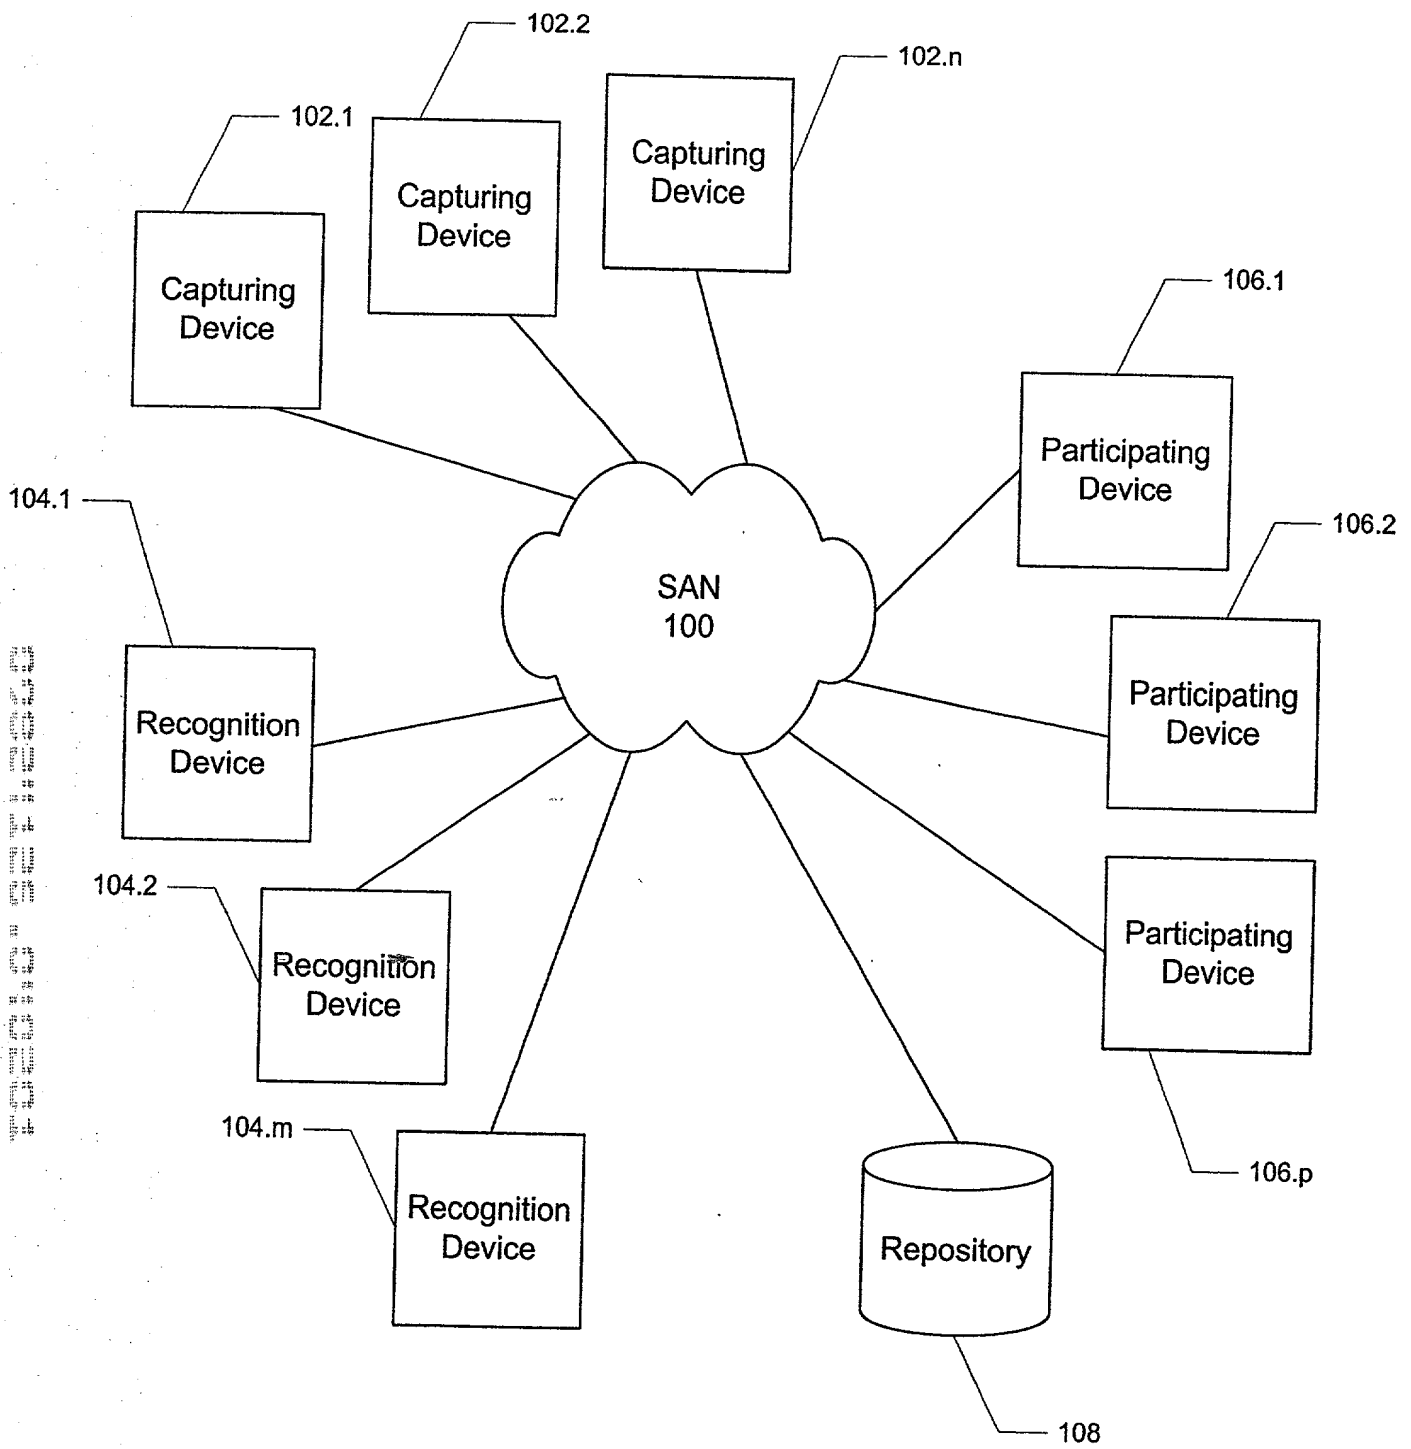 102.2
102.n
102.1
Capturing
Device
Capturing
Device
Capturing
Device
106.1
Participating
Device
104.1
106.2
SAN
100
Recognition
Device
Participating
Device
104.2
Participating
Device
Recognition
Device
104.m
106.p
Recognition
Device
Repository
108